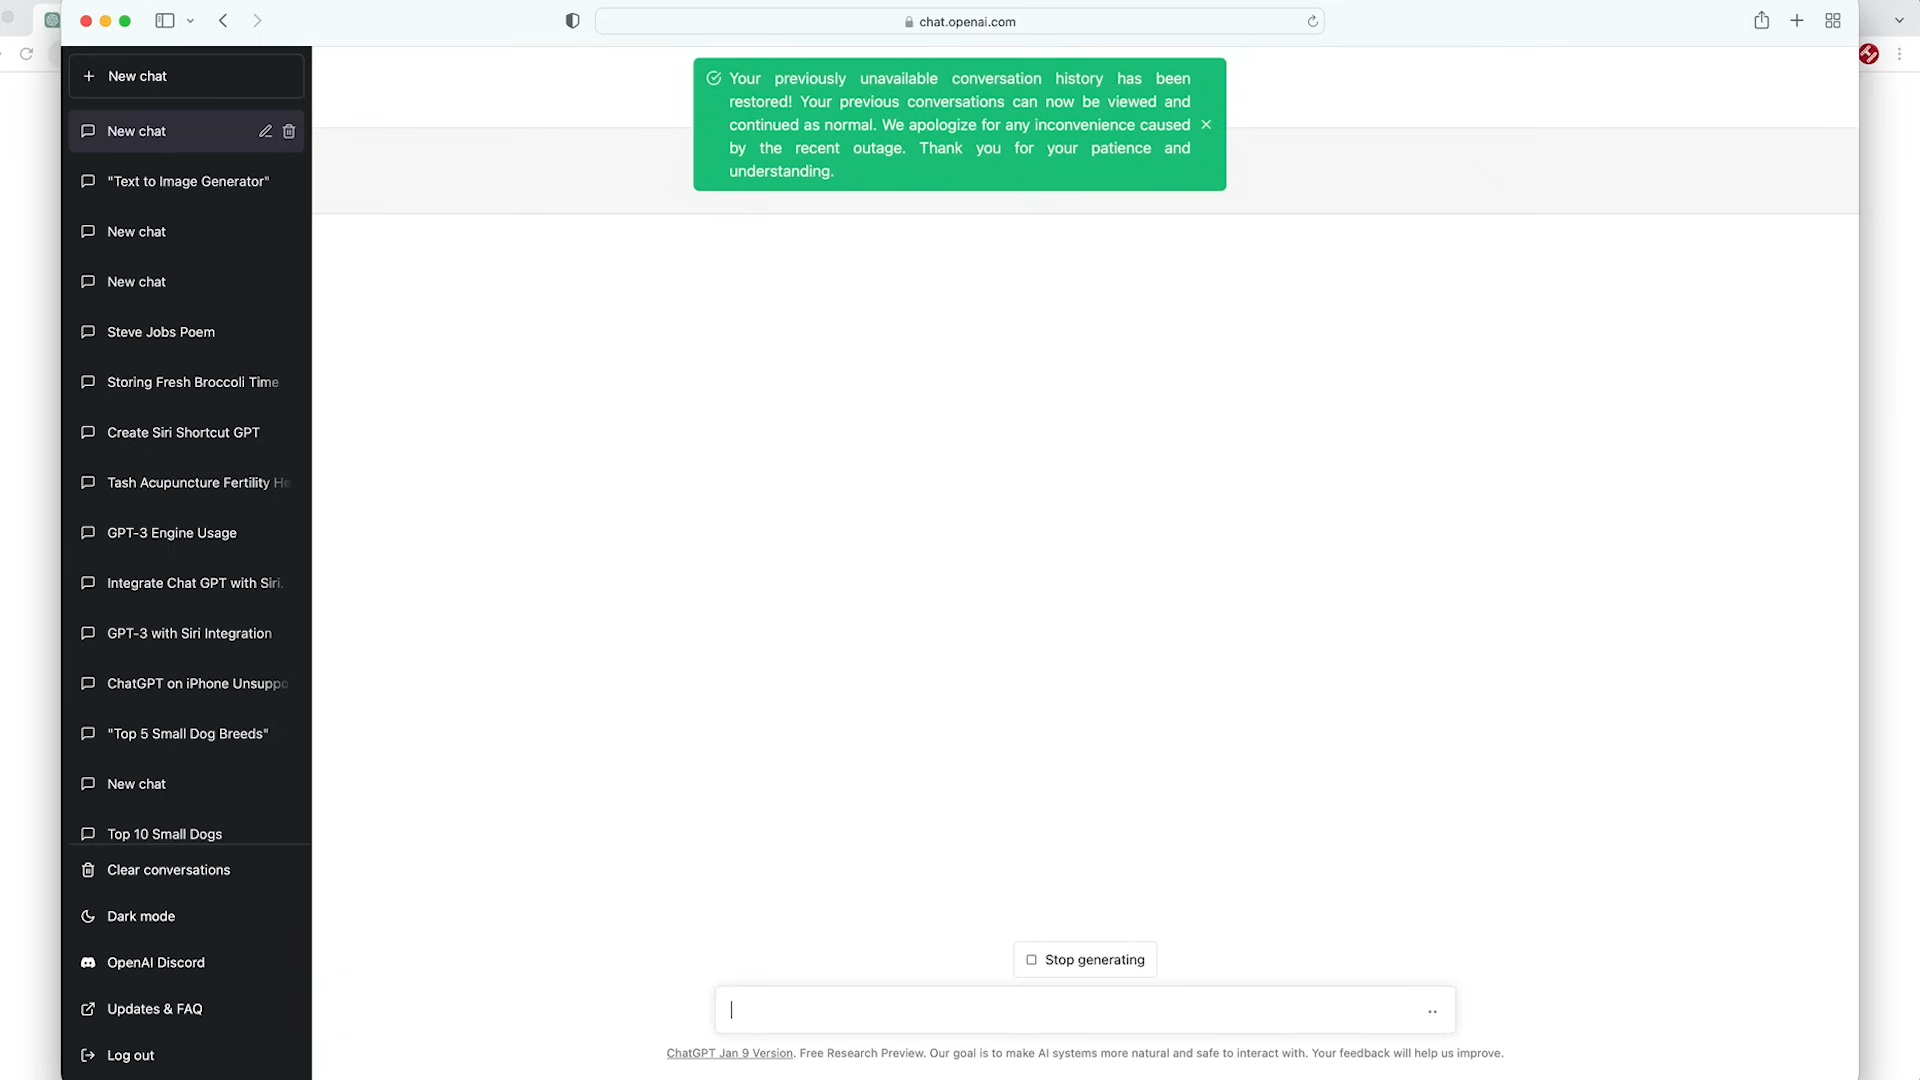 chat.openai.com
New chat
New chat
"Text to Image Generator"
New chat
New chat
Steve Jobs Poem
Storing Fresh Broccoli Time
Create Siri Shortcut GPT
Tash Acupuncture Fertility He
GPT-3 Engine Usage
Integrate Chat GPT with Siri.
GPT-3 with Siri Integration
ChatGPT on iPhone Unsuppo
"Top 5 Small Dog Breeds"
New chat
Top 10 Small Dogs
Clear conversations
Dark mode
OpenAI Discord
Updates & FAQ
Log out
Your previously unavailable conversation history has been
restored! Your previous conversations can now be viewed and
continued as normal. We apologize for any inconvenience caused
by the recent outage. Thank you for your patience and
understanding.
Stop generating
ChatGPT Jan 9 Version. Free Research Preview. Our goal is to make AI systems more natural and safe to interact with. Your feedback will help us improve.